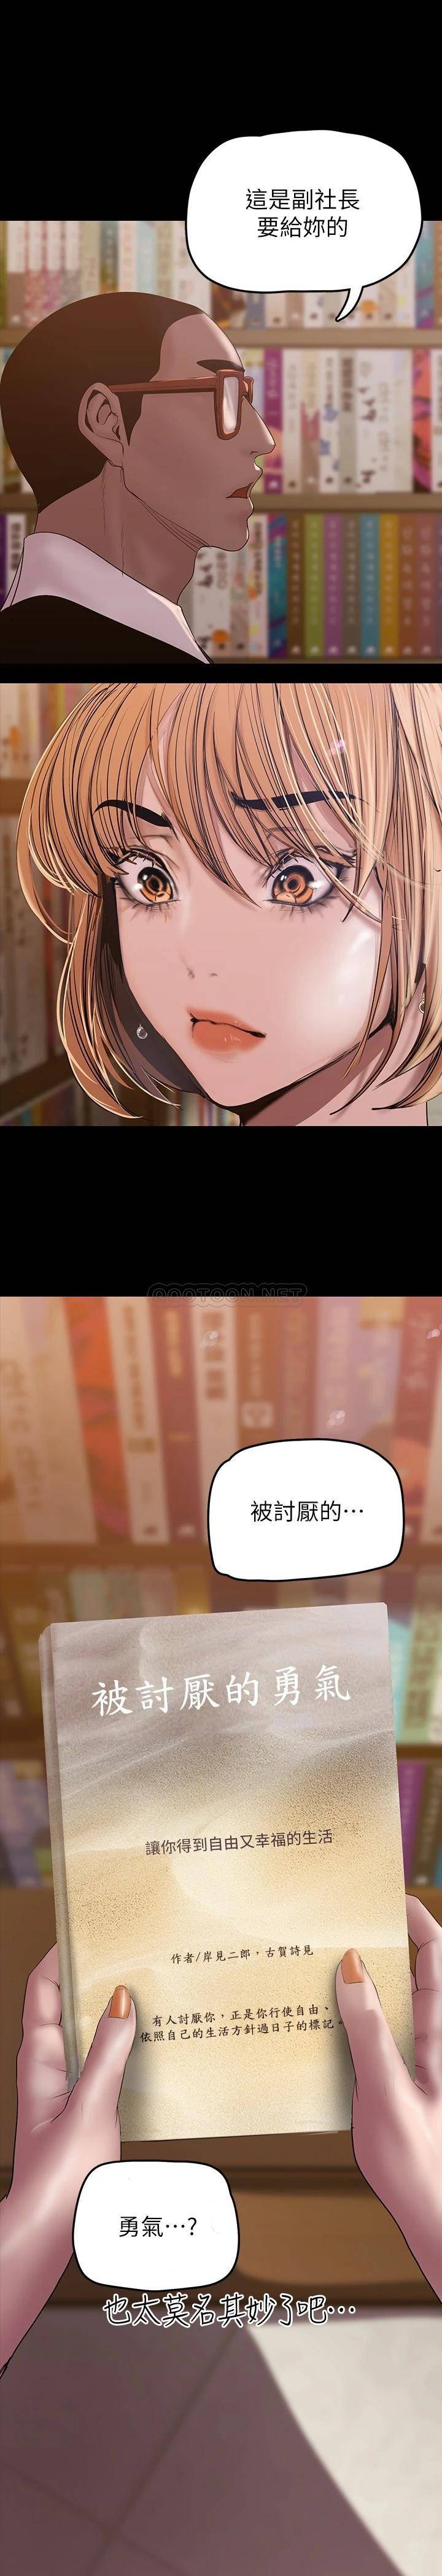 這是副社長
要給妳的
QOOTOON.NET
被討厭的⋯
被討厭的勇氣
讓你得到自由又幸福的生活
作者/岸見二郎，古賀詩見
有人討厭你，正是你行使自由、
依照自己的生活方針過日子的標記。
勇氣⋯?
也太莫名其妙了吧⋯